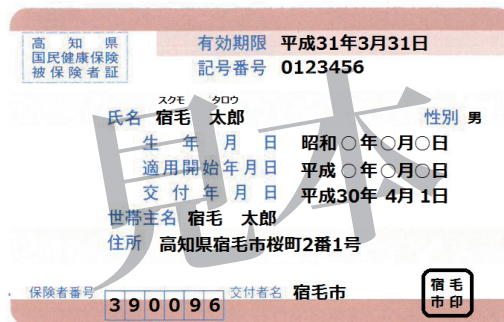 高知県
国民健康保険
被保険者証
有効期限 平成31年3月31日
記号番号 0123456
スクモ タロウ
氏名 宿毛 太郎 性別 男
生年月日 昭和○年○月○日
適用開始年月日 平成○年○月○日
交付年月日 平成30年 4月 1日
世帯主名 宿毛 太郎
住所 高知県宿毛市桜町2番1号
保険者番号 390096 交付者名 宿毛市
宿毛
市印
見本